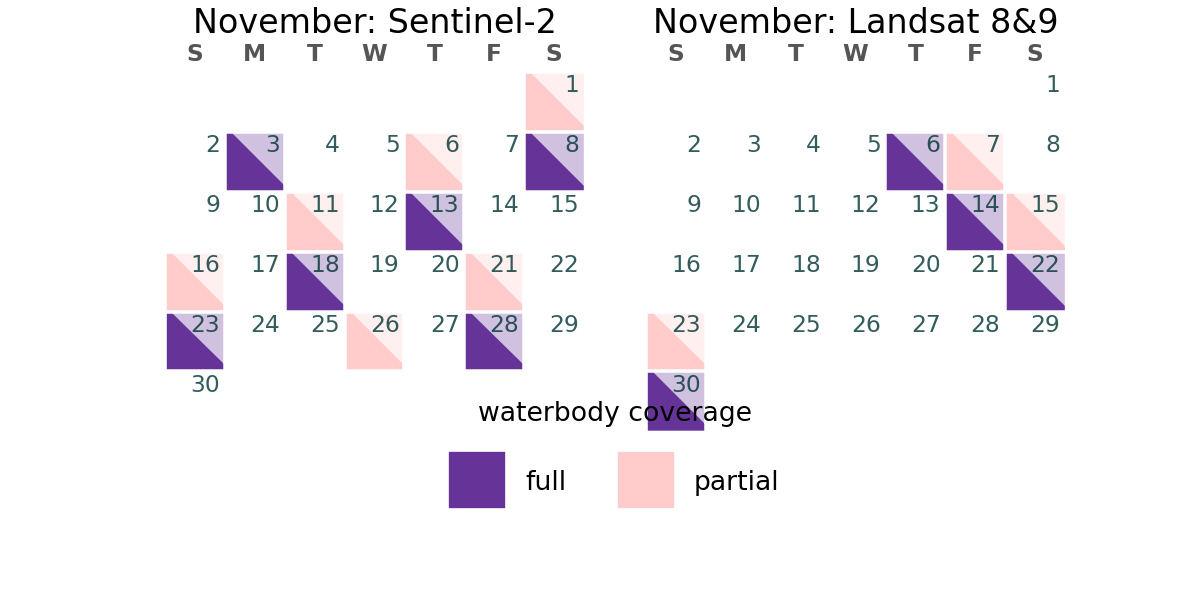 November: Sentinel-2
S M T W T F S
1
2 3 4 5 6 7 8
9 10 11 12 13 14 15
16 17 18 19 20 21 22
23 24 25 26 27 28 29
30
November: Landsat 8&9
S M T W T F S
1
2 3 4 5 6 7 8
9 10 11 12 13 14 15
16 17 18 19 20 21 22
23 24 25 26 27 28 29
30
waterbody coverage
full partial